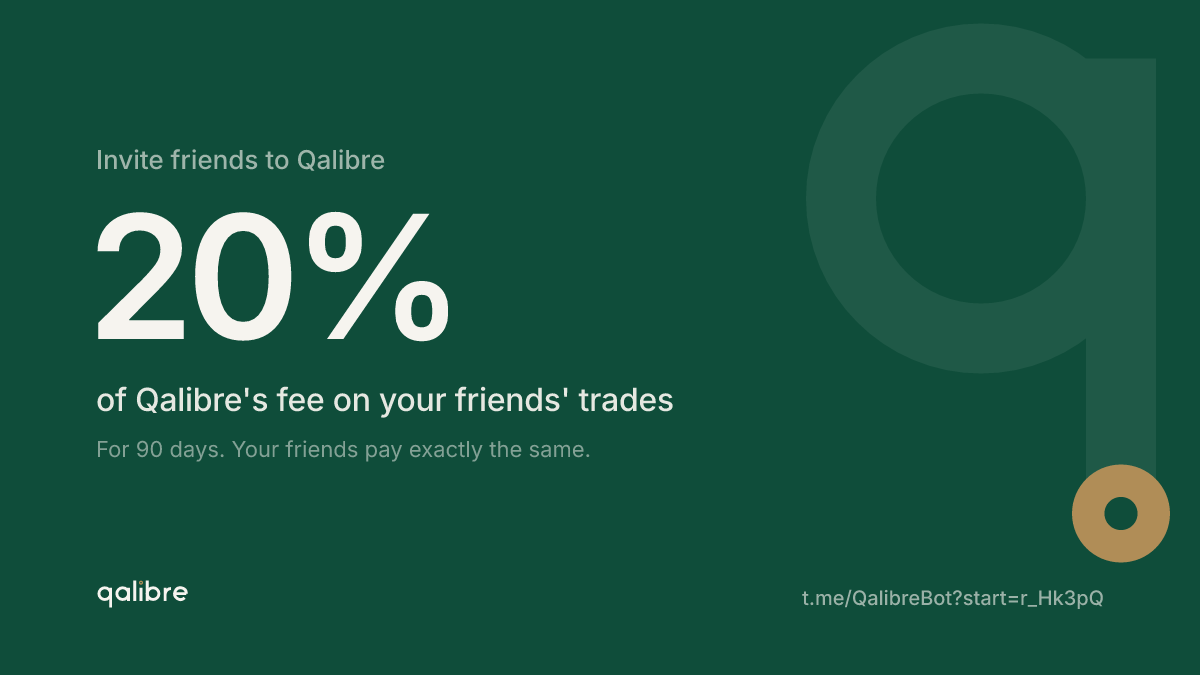 Invite friends to Qalibre
20%
of Qalibre's fee on your friends' trades
For 90 days. Your friends pay exactly the same.
qalibre
t.me/QalibreBot?start=r_Hk3pQ